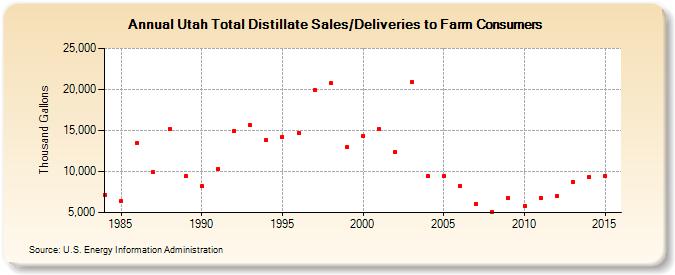 Annual Utah Total Distillate Sales/Deliveries to Farm Consumers
Thousand Gallons
25,000
20,000
15,000
10,000
5,000
1985 1990 1995 2000 2005 2010 2015
Source: U.S. Energy Information Administration